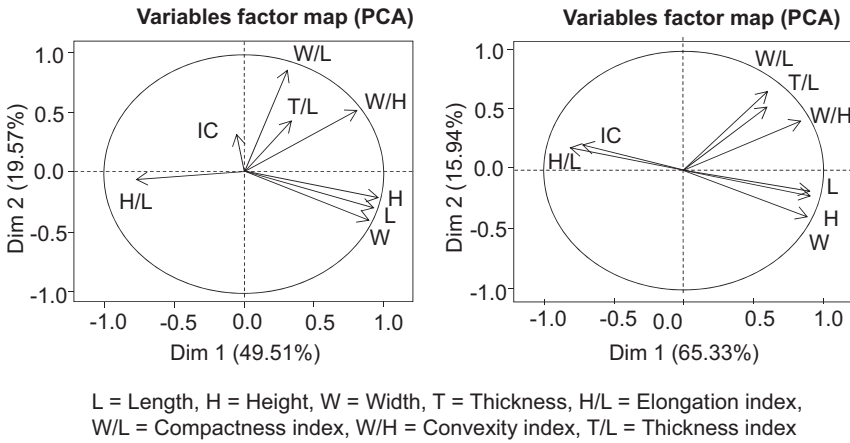 Variables factor map (PCA)
Dim 2 (19.57%)
1.0
0.5
0.0
-0.5
-1.0
W/L
T/L
W/H
IC
H/L
H
L
W
-1.0 -0.5 0.0 0.5 1.0
Dim 1 (49.51%)
Variables factor map (PCA)
Dim 2 (15.94%)
1.0
0.5
0.0
-0.5
-1.0
W/L
T/L
W/H
IC
H/L
L
H
W
-1.0 -0.5 0.0 0.5 1.0
Dim 1 (65.33%)
L = Length, H = Height, W = Width, T = Thickness, H/L = Elongation index,
W/L = Compactness index, W/H = Convexity index, T/L = Thickness index